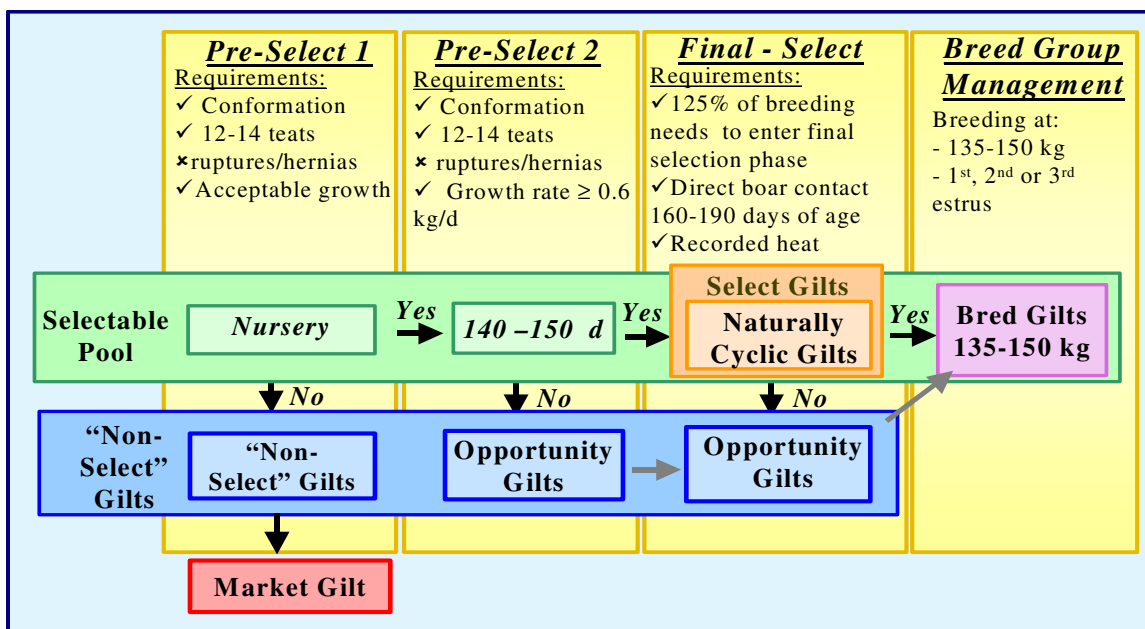 Pre-Select 1
Requirements:
✓ Conformation
✓ 12-14 teats
✗ruptures/hernias
✓Acceptable growth
Pre-Select 2
Requirements:
✓ Conformation
✓ 12-14 teats
✗ ruptures/hernias
✓ Growth rate ≥ 0.6
kg/d
Final - Select
Requirements:
✓125% of breeding
needs to enter final
selection phase
✓Direct boar contact
160-190 days of age
✓Recorded heat
Breed Group
Management
Breeding at:
- 135-150 kg
- 1st, 2nd or 3rd
estrus
Selectable
Pool
Nursery
Yes
140 –150 d
Yes
Select Gilts
Naturally
Cyclic Gilts
Yes
Bred Gilts
135-150 kg
No
No
No
“Non-
Select”
Gilts
“Non-
Select” Gilts
Opportunity
Gilts
Opportunity
Gilts
Market Gilt